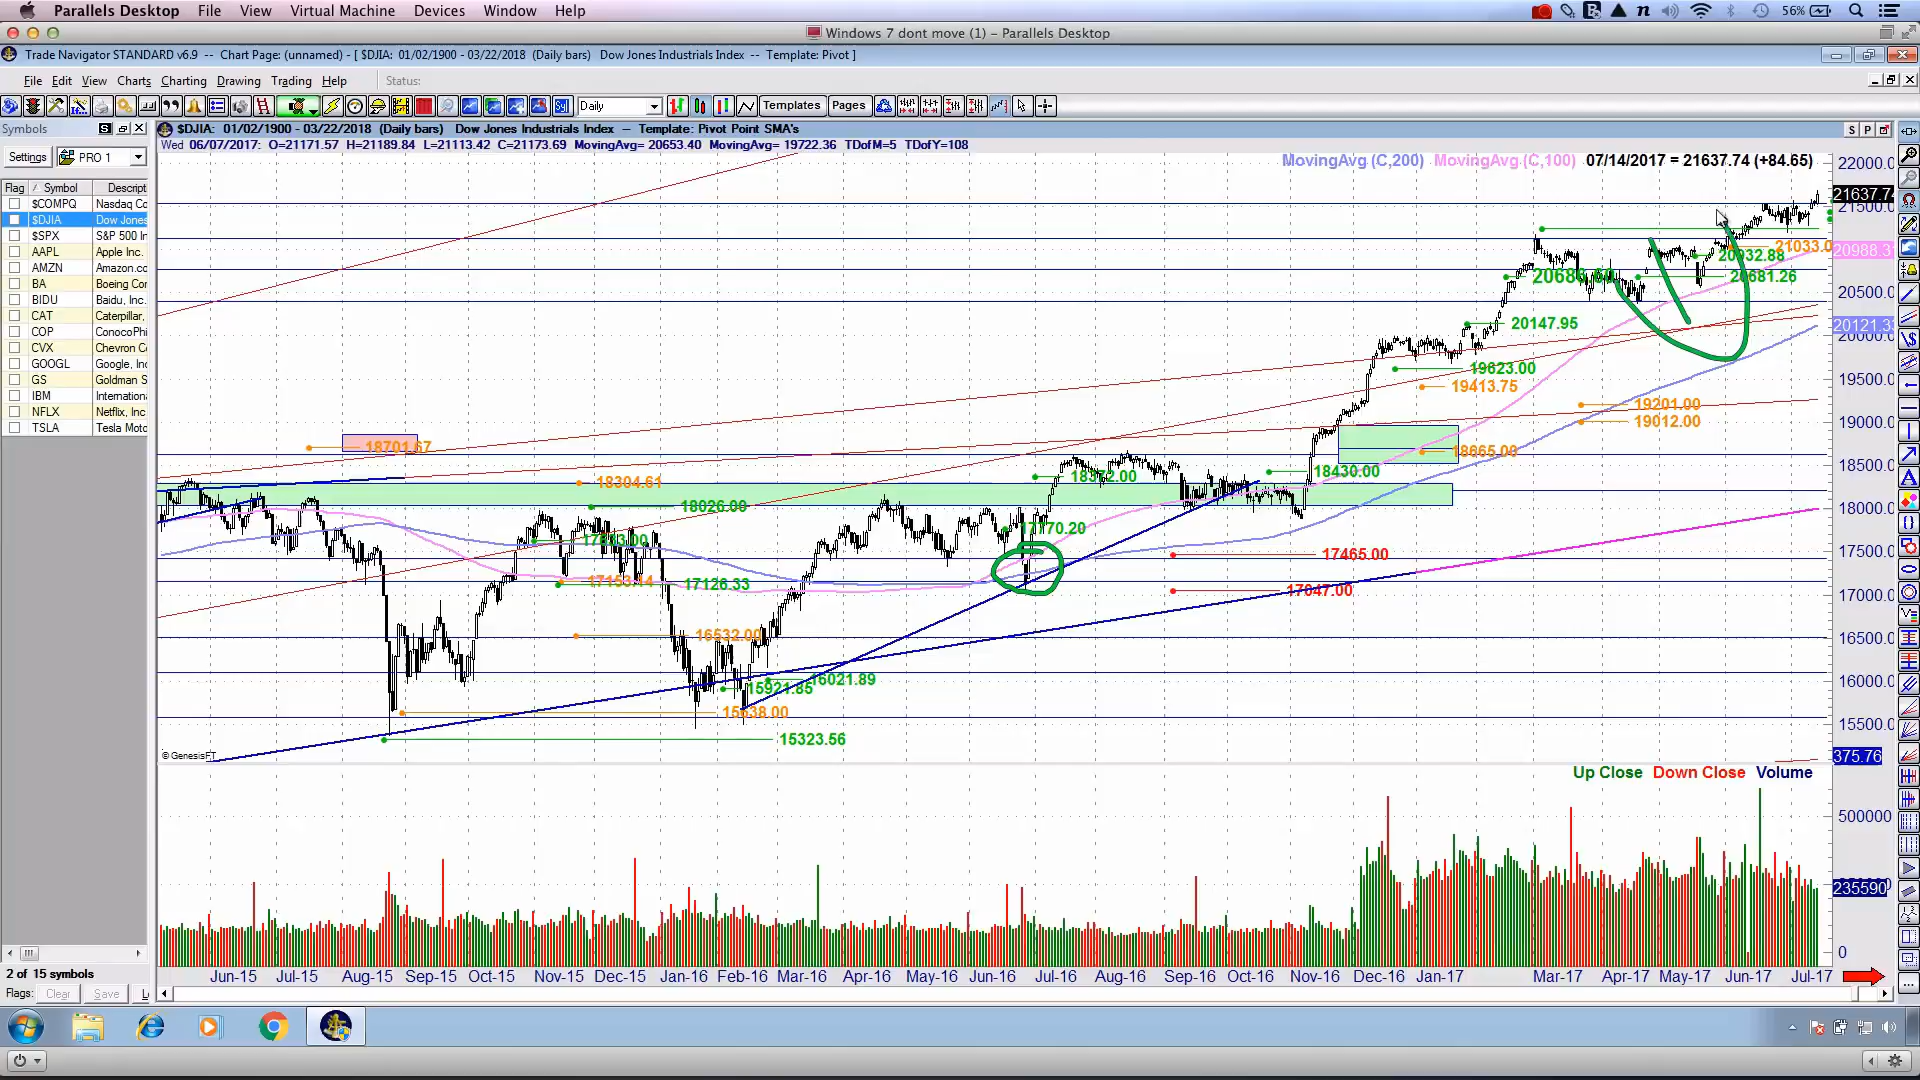 Parallels Desktop File View Virtual Machine Devices Window Help 56%
Windows 7 dont move (1) - Parallels Desktop
Trade Navigator STANDARD v6.9 -- Chart Page: (unnamed) - [ $DJIA: 01/02/1900 - 03/22/2018 (Daily bars) Dow Jones Industrials Index -- Template: Pivot ]
File Edit View Charts Charting Drawing Trading Help Status:
Daily Templates Pages
Symbols S
$DJIA: 01/02/1900 - 03/22/2018 (Daily bars) Dow Jones Industrials Index -- Template: Pivot Point SMA's S P
Wed 06/07/2017: O=21171.57 H=21189.84 L=21113.42 C=21173.69 MovingAvg= 20653.40 MovingAvg= 19722.36 TDofM=5 TDofY=108
MovingAvg (C,200) MovingAvg (C,100) 07/14/2017 = 21637.74 (+84.65)
Settings PRO 1
Flag Symbol Descript
$COMPQ Nasdaq Co
$DJIA Dow Jones
$SPX S&P 500 In
AAPL Apple Inc.
AMZN Amazon.co
BA Boeing Cor
BIDU Baidu, Inc.
CAT Caterpillar,
COP ConocoPhi
CVX Chevron Co
GOOGL Google, Inc
GS Goldman S
IBM Internationa
NFLX Netflix, Inc
TSLA Tesla Moto
22000.0
21637.7
21500.0
20988.3
20500.0
20121.3
19500.0
19000.0
18500.0
18000.0
17500.0
17000.0
16500.0
16000.0
15500.0
375.76
21033.0
20932.88
20686.60
20681.26
20147.95
19623.00
19413.75
19201.00
19012.00
18701.67
18665.00
18430.00
18372.00
18304.61
18026.00
17770.20
17465.00
17153.14
17126.33
17047.00
16532.00
16021.89
15921.85
15323.56
© GenesisFT
Up Close Down Close Volume
500000
235590
0
Jun-15 Jul-15 Aug-15 Sep-15 Oct-15 Nov-15 Dec-15 Jan-16 Feb-16 Mar-16 Apr-16 May-16 Jun-16 Jul-16 Aug-16 Sep-16 Oct-16 Nov-16 Dec-16 Jan-17 Mar-17 Apr-17 May-17 Jun-17 Jul-17
2 of 15 symbols
Flags: Clear Save